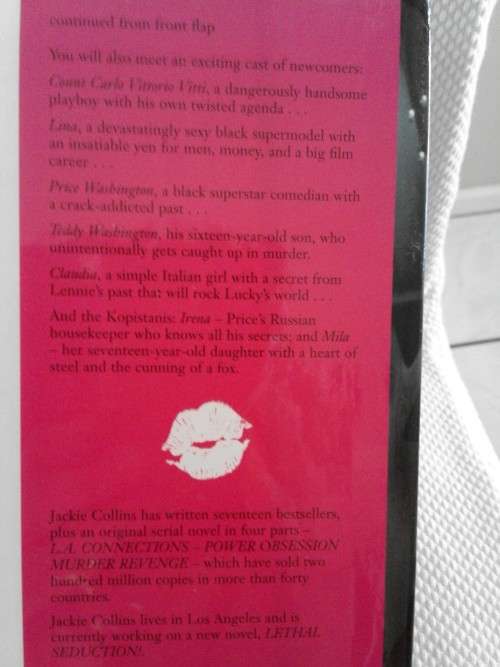 continued from front flap
You will also meet an exciting cast of newcomers:
Count Carlo Vittorio Vitti, a dangerously handsome
playboy with his own twisted agenda . . .
Lina, a devastatingly sexy black supermodel with
an insatiable yen for men, money, and a big film
career . . .
Price Washington, a black superstar comedian with
a crack-addicted past . . .
Teddy Washington, his sixteen-year-old son, who
unintentionally gets caught up in murder.
Claudia, a simple Italian girl with a secret from
Lennie's past that will rock Lucky's world . . .
And the Kopistanis: Irena – Price's Russian
housekeeper who knows all his secrets; and Mila
– her seventeen-year-old daughter with a heart of
steel and the cunning of a fox.
Jackie Collins has written seventeen bestsellers,
plus an original serial novel in four parts –
L.A. CONNECTIONS – POWER OBSESSION
MURDER REVENGE – which have sold two
hundred million copies in more than forty
countries.
Jackie Collins lives in Los Angeles and is
currently working on a new novel, LETHAL
SEDUCTION!.